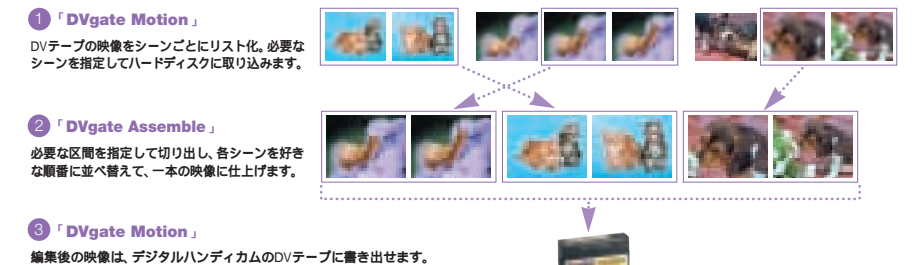 1 「DVgate Motion」
DVテープの映像をシーンごとにリスト化。必要な
シーンを指定してハードディスクに取り込みます。
2 「DVgate Assemble」
必要な区間を指定して切り出し、各シーンを好き
な順番に並べ替えて、一本の映像に仕上げます。
3 「DVgate Motion」
編集後の映像は、デジタルハンディカムのDVテープに書き出せます。